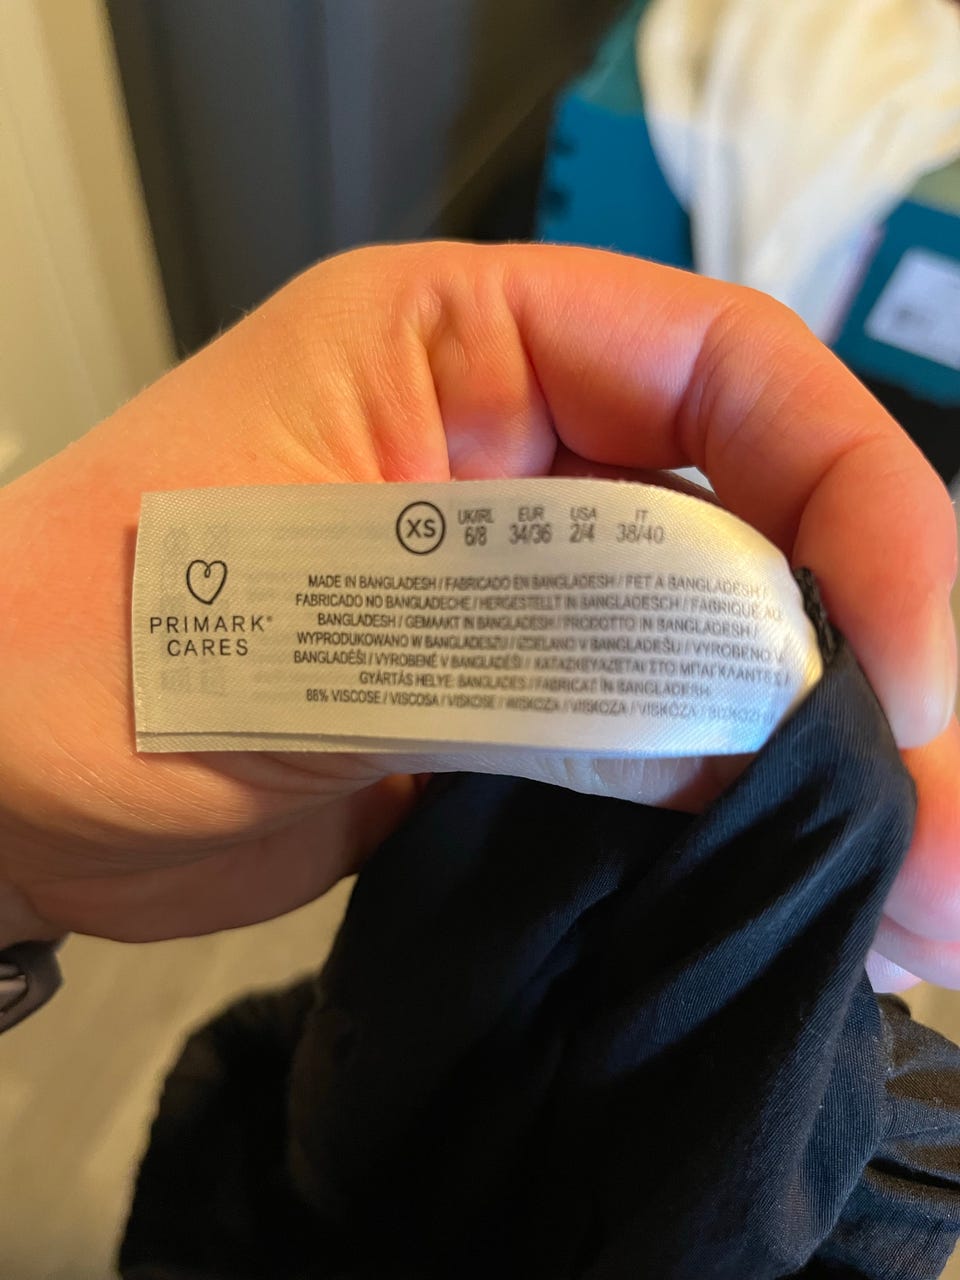 XS
UK/IRL EUR USA IT
6/8 34/36 2/4 38/40
PRIMARK®
CARES
MADE IN BANGLADESH / FABRICADO EN BANGLADESH / FET A BANGLADESH /
FABRICADO NO BANGLADECHE / HERGESTELLT IN BANGLADESCH / FABRIQUÉ AU
BANGLADESH / GEMAAKT IN BANGLADESH / PRODOTTO IN BANGLADESH /
WYPRODUKOWANO W BANGLADESZU / IZDELANO V BANGLADEŠU / VYROBENO V
BANGLADÉŠI / VYROBENÉ V BANGLADÉŠI / ΚΑΤΑΣΚΕΥΑΖΕΤΑΙ ΣΤΟ ΜΠΑΓΚΛΑΝΤΕΣ /
GYÁRTÁS HELYE: BANGLADES / FABRICAT ÎN BANGLADESH
88% VISCOSE / VISCOSA / VISKOSE / WISKOZA / VISKOZA / VISKÓZA /